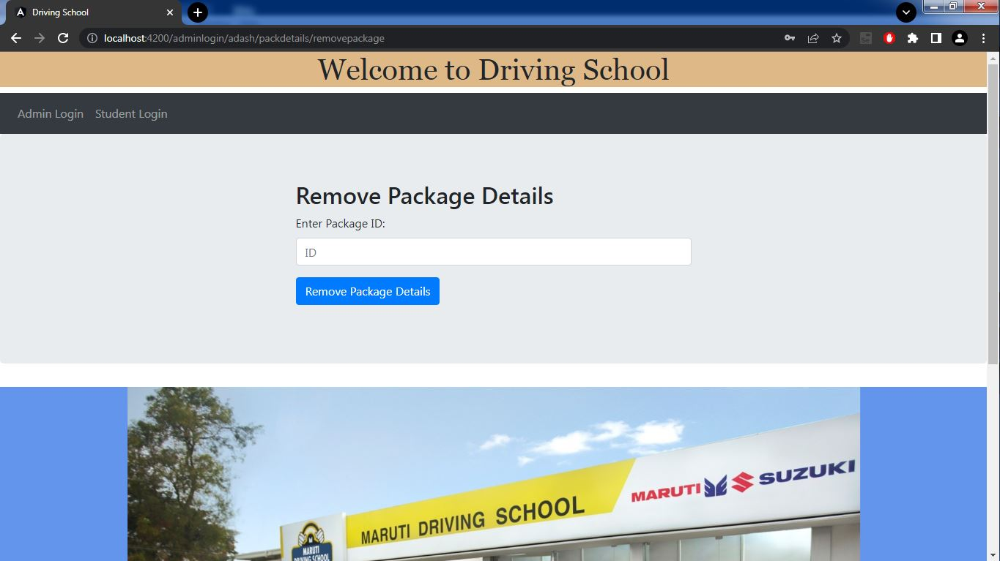 Driving School
localhost:4200/adminlogin/adash/packdetails/removepackage
Welcome to Driving School
Admin Login Student Login
Remove Package Details
Enter Package ID:
ID
Remove Package Details
MARUTI DRIVING SCHOOL
MARUTI SUZUKI
MARUTI
DRIVING SCHOOL